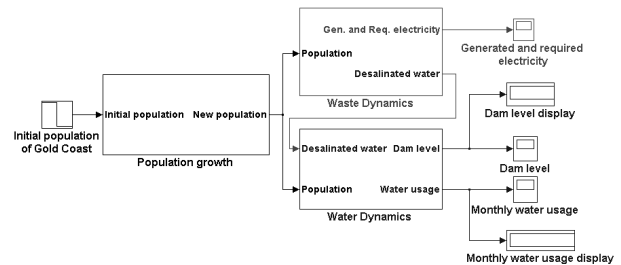 Gen. and Req. electricity
Population
Desalinated water
Waste Dynamics
Generated and required
electricity
Initial population New population
Population growth
Initial population
of Gold Coast
Dam level display
Desalinated water Dam level
Population Water usage
Water Dynamics
Dam level
Monthly water usage
Monthly water usage display